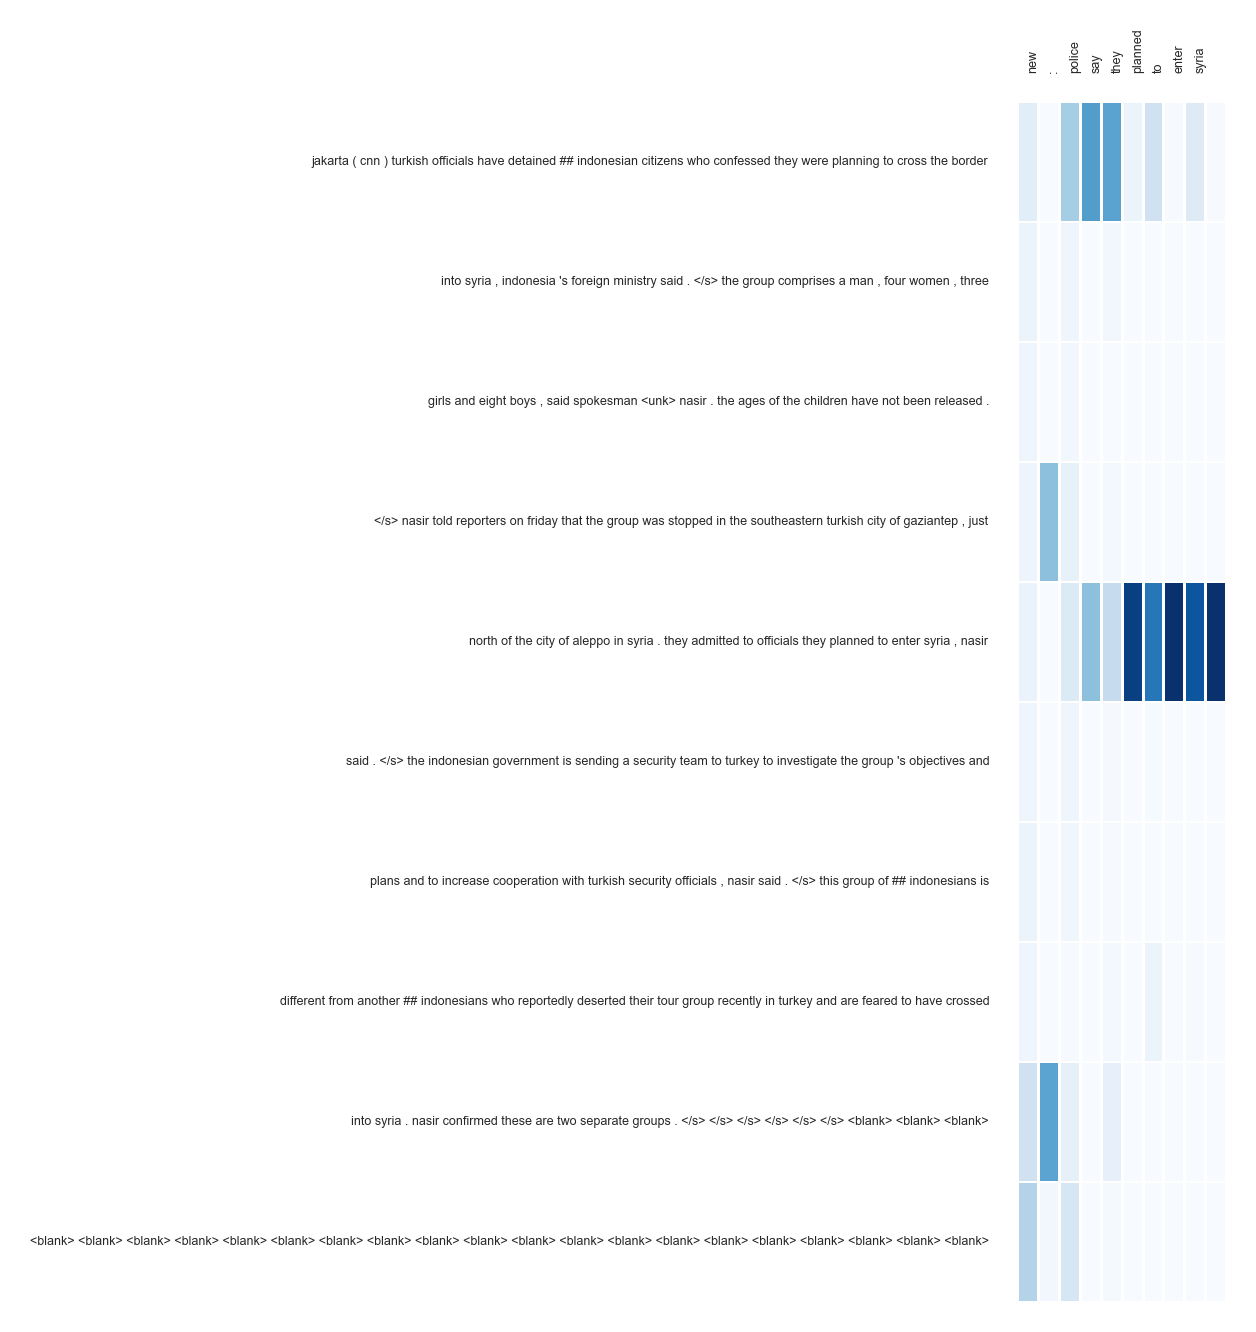 new : police say they planned to enter syria
jakarta ( cnn ) turkish officials have detained ## indonesian citizens who confessed they were planning to cross the border
into syria , indonesia 's foreign ministry said . </s> the group comprises a man , four women , three
girls and eight boys , said spokesman <unk> nasir . the ages of the children have not been released .
</s> nasir told reporters on friday that the group was stopped in the southeastern turkish city of gaziantep , just
north of the city of aleppo in syria . they admitted to officials they planned to enter syria , nasir
said . </s> the indonesian government is sending a security team to turkey to investigate the group 's objectives and
plans and to increase cooperation with turkish security officials , nasir said . </s> this group of ## indonesians is
different from another ## indonesians who reportedly deserted their tour group recently in turkey and are feared to have crossed
into syria . nasir confirmed these are two separate groups . </s> </s> </s> </s> </s> </s> <blank> <blank> <blank>
<blank> <blank> <blank> <blank> <blank> <blank> <blank> <blank> <blank> <blank> <blank> <blank> <blank> <blank> <blank> <blank> <blank> <blank> <blank> <blank>